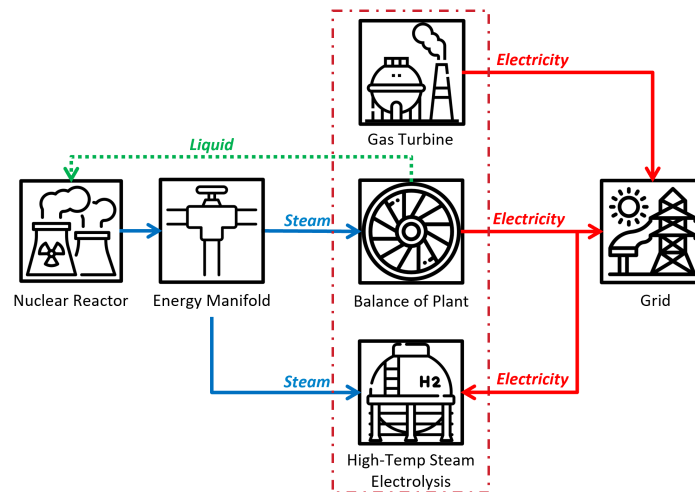 Electricity
Gas Turbine
Liquid
Steam
Electricity
Nuclear Reactor
Energy Manifold
Balance of Plant
Grid
H2
Steam
Electricity
High-Temp Steam
Electrolysis